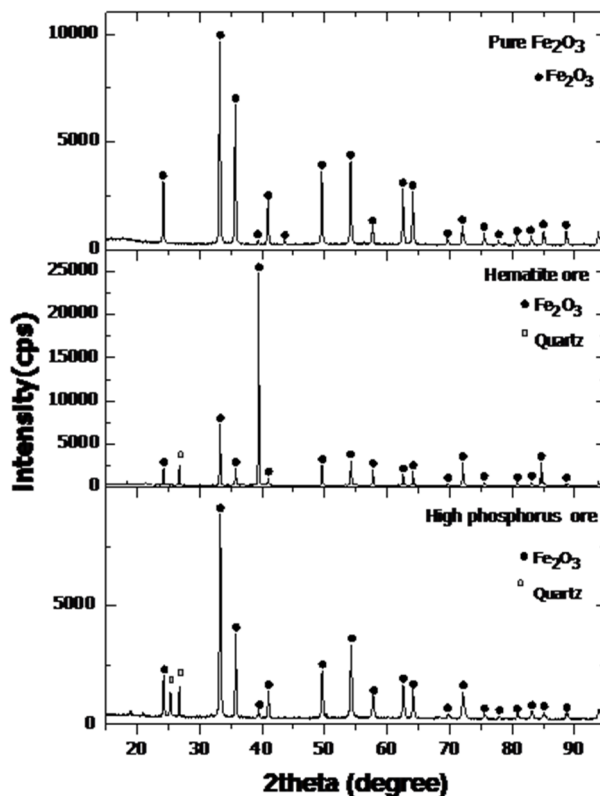 10000
Pure Fe₂O₃
Fe₂O₃
5000
0
25000
Hematite ore
Fe₂O₃
20000
Quartz
15000
10000
5000
0
High phosphorus ore
Fe₂O₃
Quartz
5000
0
Intensity(cps)
20 30 40 50 60 70 80 90
2theta (degree)